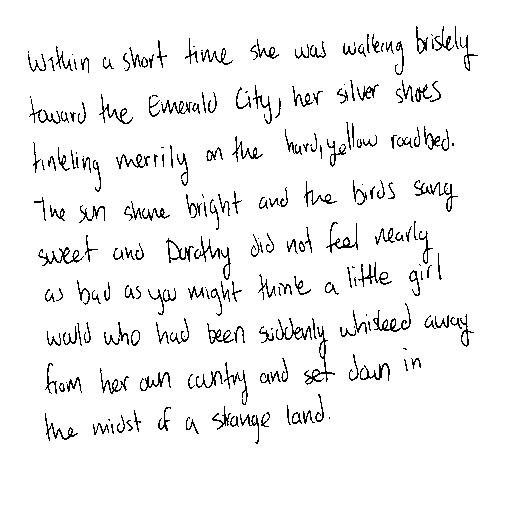 Within a short time she was walking briskly
toward the Emerald City, her silver shoes
tinkling merrily on the hard, yellow roadbed.
The sun shone bright and the birds sang
sweet and Dorothy did not feel nearly
as bad as you might think a little girl
would who had been suddenly whisked away
from her own country and set down in
the midst of a strange land.